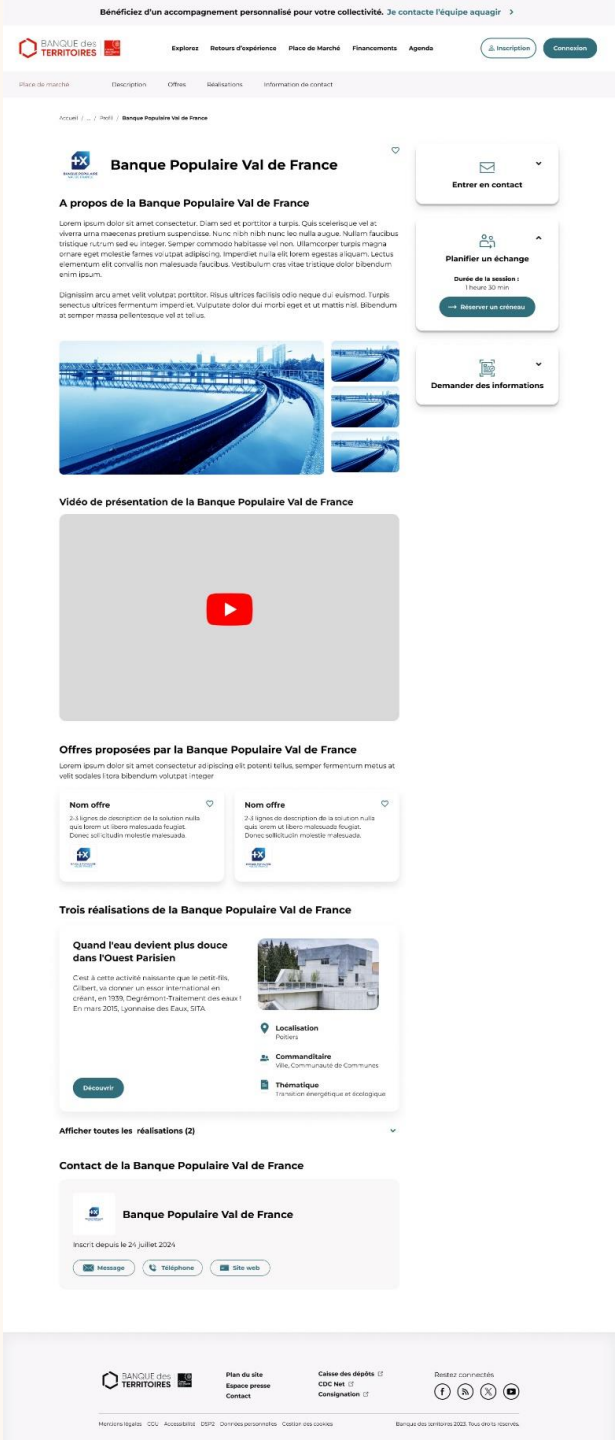 Bénéficiez d'un accompagnement personnalisé pour votre collectivité. Je contacte l'équipe aquagir >
BANQUE des
TERRITOIRES
Explorez Retours d'expérience Place de Marché Financements Agenda
Inscription
Connexion
Place de marché Description Offres Réalisations Information de contact
Accueil / ... / Profil / Banque Populaire Val de France
Banque Populaire Val de France
A propos de la Banque Populaire Val de France
Lorem ipsum dolor sit amet consectetur. Diam sed et porttitor a turpis. Quis scelerisque vel at
viverra urna maecenas pretium suspendisse. Nunc nibh nibh nunc leo nulla augue. Nullam faucibus
tristique rutrum sed eu integer. Semper commodo habitasse vel non. Ullamcorper turpis magna
ornare eget molestie fames volutpat adipiscing. Imperdiet nulla elit lorem egestas aliquam. Lectus
elementum elit convallis non malesuada faucibus. Vestibulum cras vitae tristique dolor bibendum
enim ipsum.
Dignissim arcu amet velit volutpat porttitor. Risus ultrices facilisis odio neque dui euismod. Turpis
senectus ultrices fermentum imperdiet. Vulputate dolor dui morbi eget et ut mattis nisl. Bibendum
at semper massa pellentesque vel at tellus.
Entrer en contact
Planifier un échange
Durée de la session :
1 heure 30 min
→ Réserver un créneau
Demander des informations
Vidéo de présentation de la Banque Populaire Val de France
Offres proposées par la Banque Populaire Val de France
Lorem ipsum dolor sit amet consectetur adipiscing elit potenti tellus, semper fermentum metus at
velit sodales litora bibendum volutpat integer
Nom offre
2-3 lignes de description de la solution nulla
quis lorem ut libero malesuada feugiat.
Donec sollicitudin molestie malesuada.
Nom offre
2-3 lignes de description de la solution nulla
quis lorem ut libero malesuada feugiat.
Donec sollicitudin molestie malesuada.
Trois réalisations de la Banque Populaire Val de France
Quand l'eau devient plus douce
dans l'Ouest Parisien
C'est à cette activité naissante que le petit-fils,
Gilbert, va donner un essor international en
créant, en 1939, Degrémont-Traitement des eaux !
En mars 2015, Lyonnaise des Eaux, SITA
Localisation
Poitiers
Commanditaire
Ville, Communauté de Communes
Thématique
Transition énergétique et écologique
Découvrir
Afficher toutes les réalisations (2)
Contact de la Banque Populaire Val de France
Banque Populaire Val de France
Inscrit depuis le 24 juillet 2024
Message
Téléphone
Site web
BANQUE des
TERRITOIRES
Plan du site
Espace presse
Contact
Caisse des dépôts
CDC Net
Consignation
Restez connectés
Mentions légales CGU Accessibilité DSP2 Données personnelles Gestion des cookies
Banque des territoires 2023. Tous droits réservés.